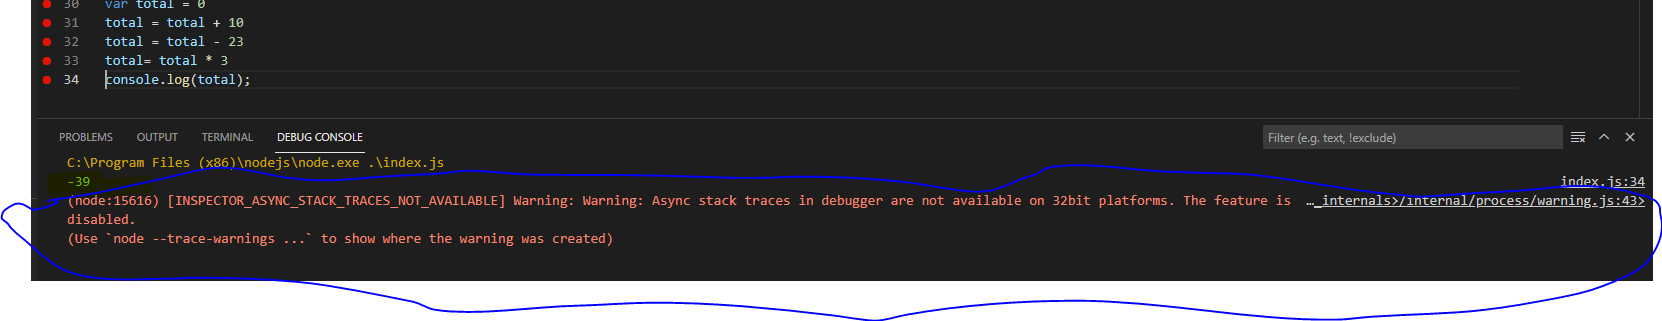 30 var total = 0
31 total = total + 10
32 total = total - 23
33 total= total * 3
34 console.log(total);
PROBLEMS OUTPUT TERMINAL DEBUG CONSOLE Filter (e.g. text, !exclude)
C:\Program Files (x86)\nodejs\node.exe .\index.js
-39 index.js:34
(node:15616) [INSPECTOR_ASYNC_STACK_TRACES_NOT_AVAILABLE] Warning: Warning: Async stack traces in debugger are not available on 32bit platforms. The feature is …_internals>/internal/process/warning.js:43>
disabled.
(Use `node --trace-warnings ...` to show where the warning was created)